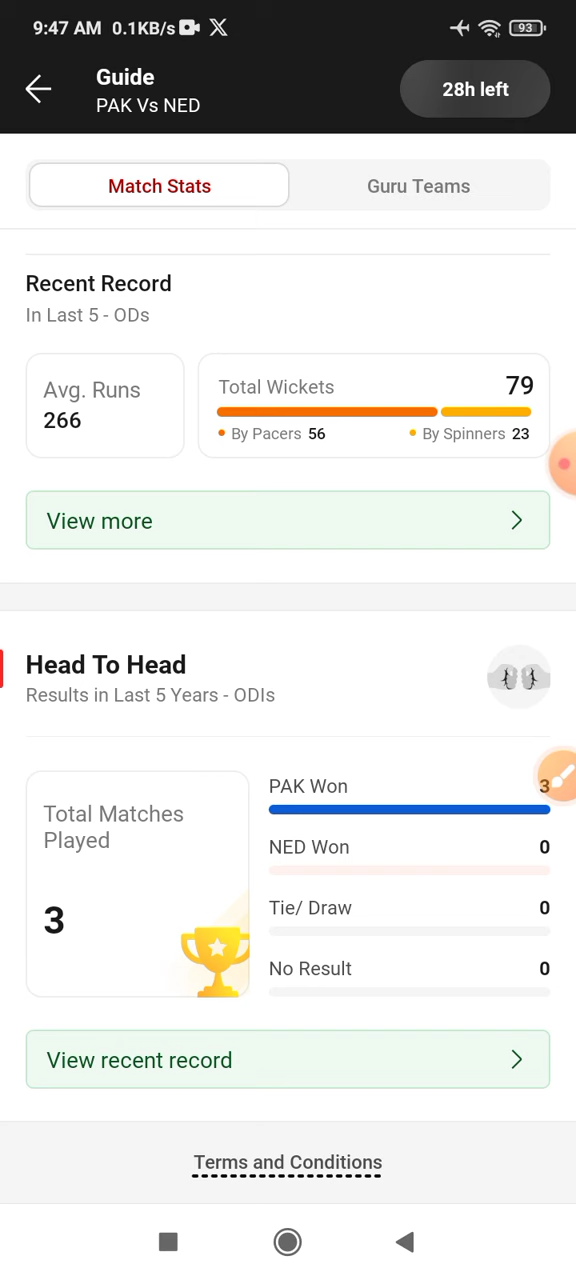 9:47 AM 0.1KB/s X 93
Guide
PAK Vs NED
28h left
Match Stats
Guru Teams
Recent Record
In Last 5 - ODs
Avg. Runs
266
Total Wickets 79
By Pacers 56 By Spinners 23
View more
Head To Head
Results in Last 5 Years - ODIs
Total Matches
Played
3
PAK Won 3
NED Won 0
Tie/ Draw 0
No Result 0
View recent record
Terms and Conditions